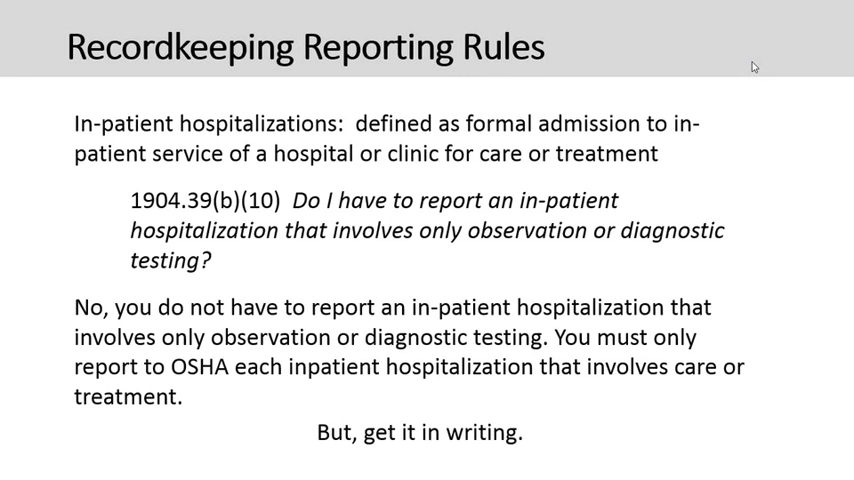 Recordkeeping Reporting Rules
In-patient hospitalizations:  defined as formal admission to in-
patient service of a hospital or clinic for care or treatment
1904.39(b)(10)  Do I have to report an in-patient
hospitalization that involves only observation or diagnostic
testing?
No, you do not have to report an in-patient hospitalization that
involves only observation or diagnostic testing. You must only
report to OSHA each inpatient hospitalization that involves care or
treatment.
But, get it in writing.